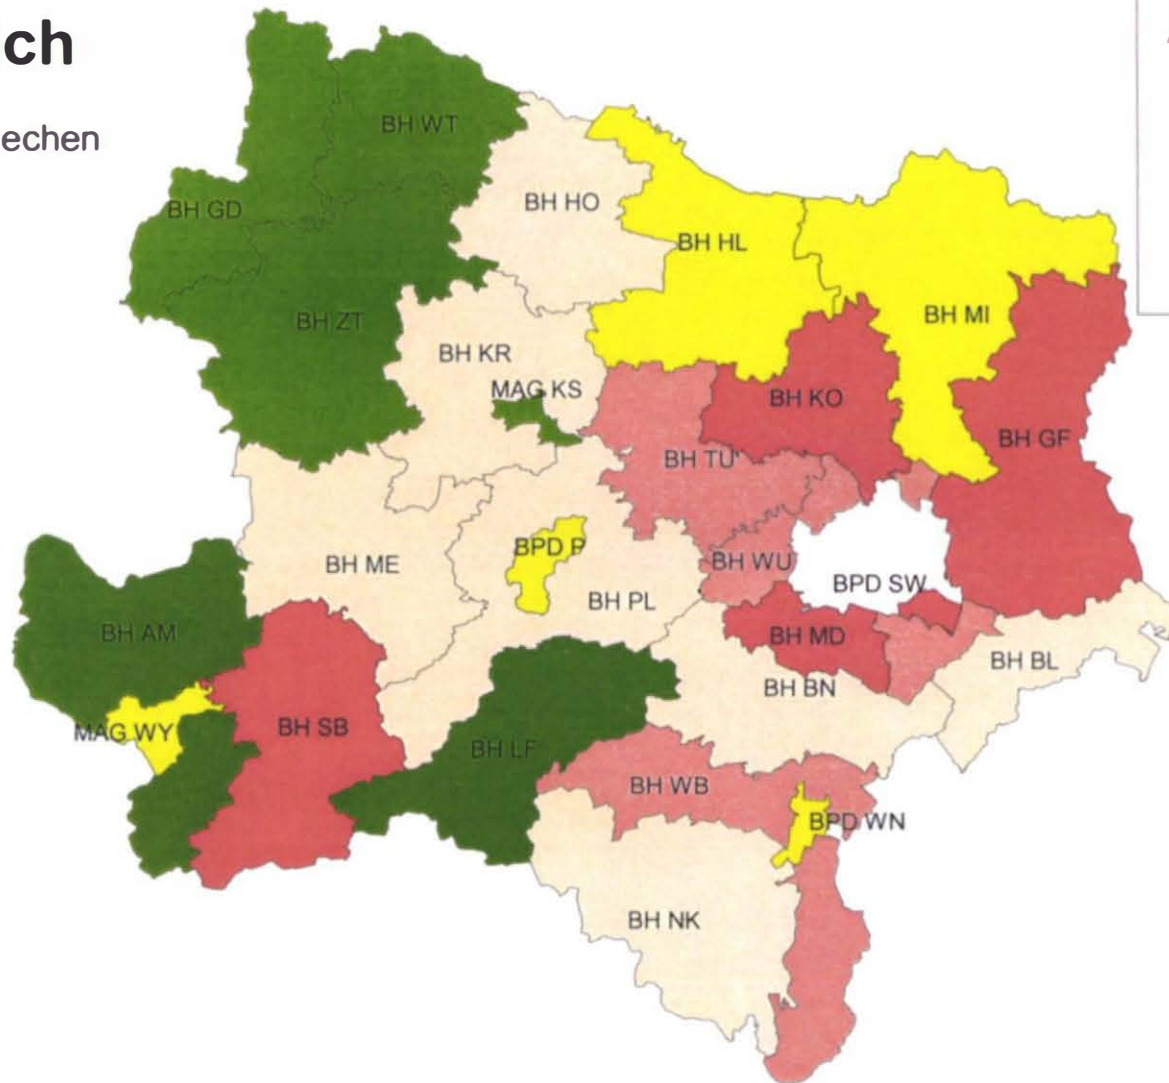 ch
echen
BH WT
BH GD
BH HO
BH HL
BH ZT
BH MI
BH KR
MAG KS
BH KO
BH GF
BH TU
BPD P
BH ME
BH WU
BPD SW
BH PL
BH AM
BH MD
BH BL
BH BN
MAG WY
BH SB
BH LF
BH WB
BPD WN
BH NK